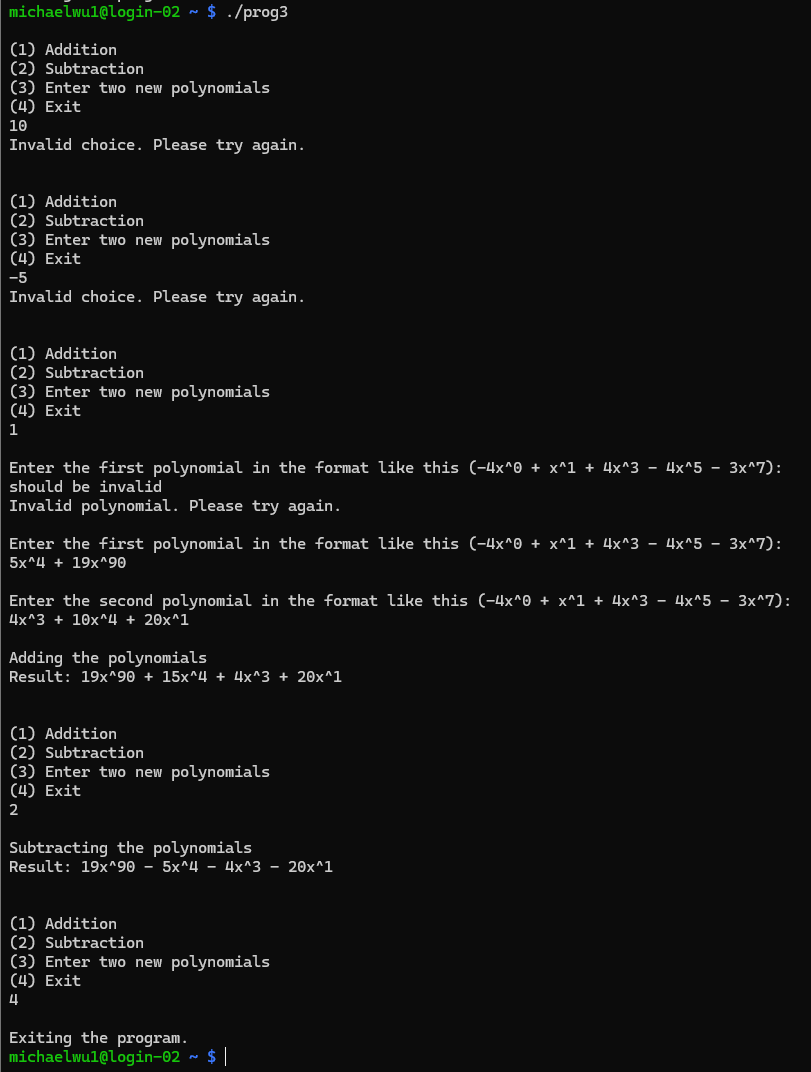 michaelwu1@login-02 ~ $ ./prog3
(1) Addition
(2) Subtraction
(3) Enter two new polynomials
(4) Exit
10
Invalid choice. Please try again.
(1) Addition
(2) Subtraction
(3) Enter two new polynomials
(4) Exit
-5
Invalid choice. Please try again.
(1) Addition
(2) Subtraction
(3) Enter two new polynomials
(4) Exit
1
Enter the first polynomial in the format like this (-4x^0 + x^1 + 4x^3 - 4x^5 - 3x^7):
should be invalid
Invalid polynomial. Please try again.
Enter the first polynomial in the format like this (-4x^0 + x^1 + 4x^3 - 4x^5 - 3x^7):
5x^4 + 19x^90
Enter the second polynomial in the format like this (-4x^0 + x^1 + 4x^3 - 4x^5 - 3x^7):
4x^3 + 10x^4 + 20x^1
Adding the polynomials
Result: 19x^90 + 15x^4 + 4x^3 + 20x^1
(1) Addition
(2) Subtraction
(3) Enter two new polynomials
(4) Exit
2
Subtracting the polynomials
Result: 19x^90 - 5x^4 - 4x^3 - 20x^1
(1) Addition
(2) Subtraction
(3) Enter two new polynomials
(4) Exit
4
Exiting the program.
michaelwu1@login-02 ~ $